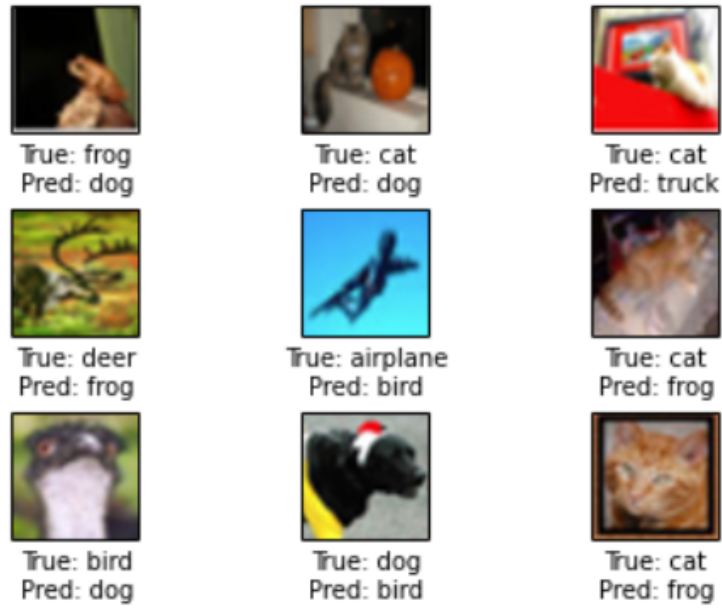 True: frog
Pred: dog
True: cat
Pred: dog
True: cat
Pred: truck
True: deer
Pred: frog
True: airplane
Pred: bird
True: cat
Pred: frog
True: bird
Pred: dog
True: dog
Pred: bird
True: cat
Pred: frog